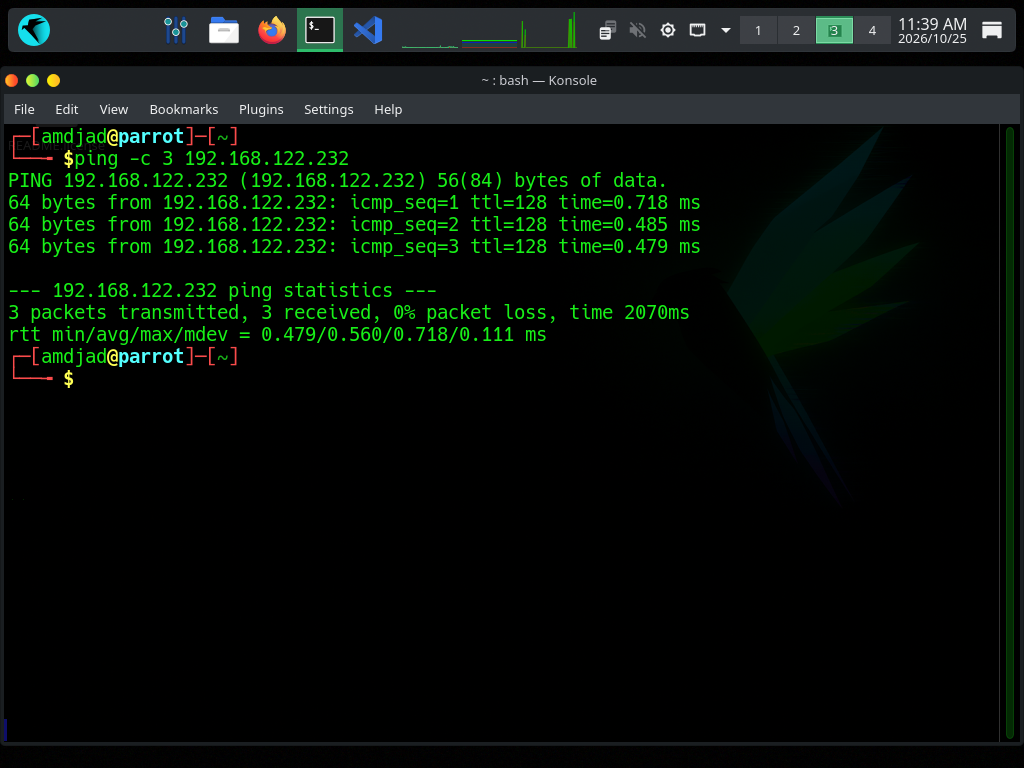 1 2 3 4
11:39 AM
2026/10/25
~ : bash — Konsole
File Edit View Bookmarks Plugins Settings Help
┌─[amdjad@parrot]─[~]
└──╼ $ping -c 3 192.168.122.232
PING 192.168.122.232 (192.168.122.232) 56(84) bytes of data.
64 bytes from 192.168.122.232: icmp_seq=1 ttl=128 time=0.718 ms
64 bytes from 192.168.122.232: icmp_seq=2 ttl=128 time=0.485 ms
64 bytes from 192.168.122.232: icmp_seq=3 ttl=128 time=0.479 ms

--- 192.168.122.232 ping statistics ---
3 packets transmitted, 3 received, 0% packet loss, time 2070ms
rtt min/avg/max/mdev = 0.479/0.560/0.718/0.111 ms
┌─[amdjad@parrot]─[~]
└──╼ $